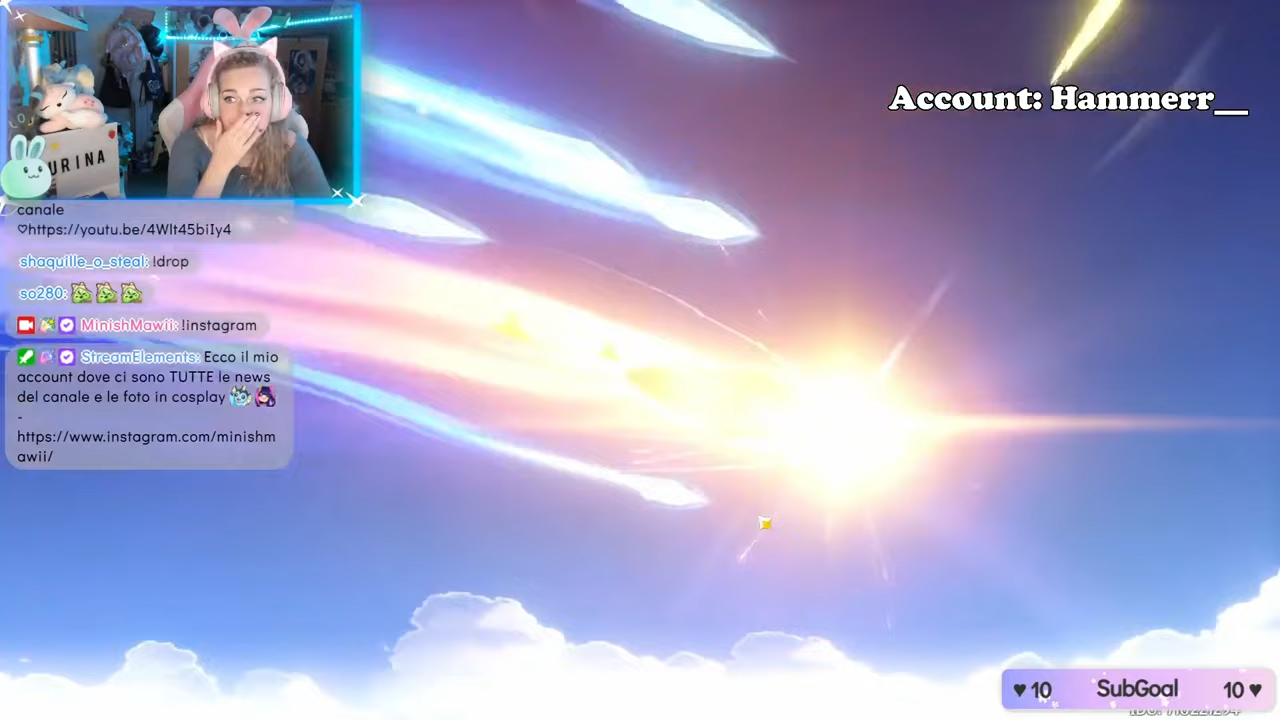 Account: Hammerr__
URINA
canale
♡https://youtu.be/4Wlt45biIy4
shaquille_o_steal: !drop
so280:
MinishMawii: !instagram
StreamElements: Ecco il mio
account dove ci sono TUTTE le news
del canale e le foto in cosplay
-
https://www.instagram.com/minishm
awii/
♥ 10 SubGoal 10 ♥